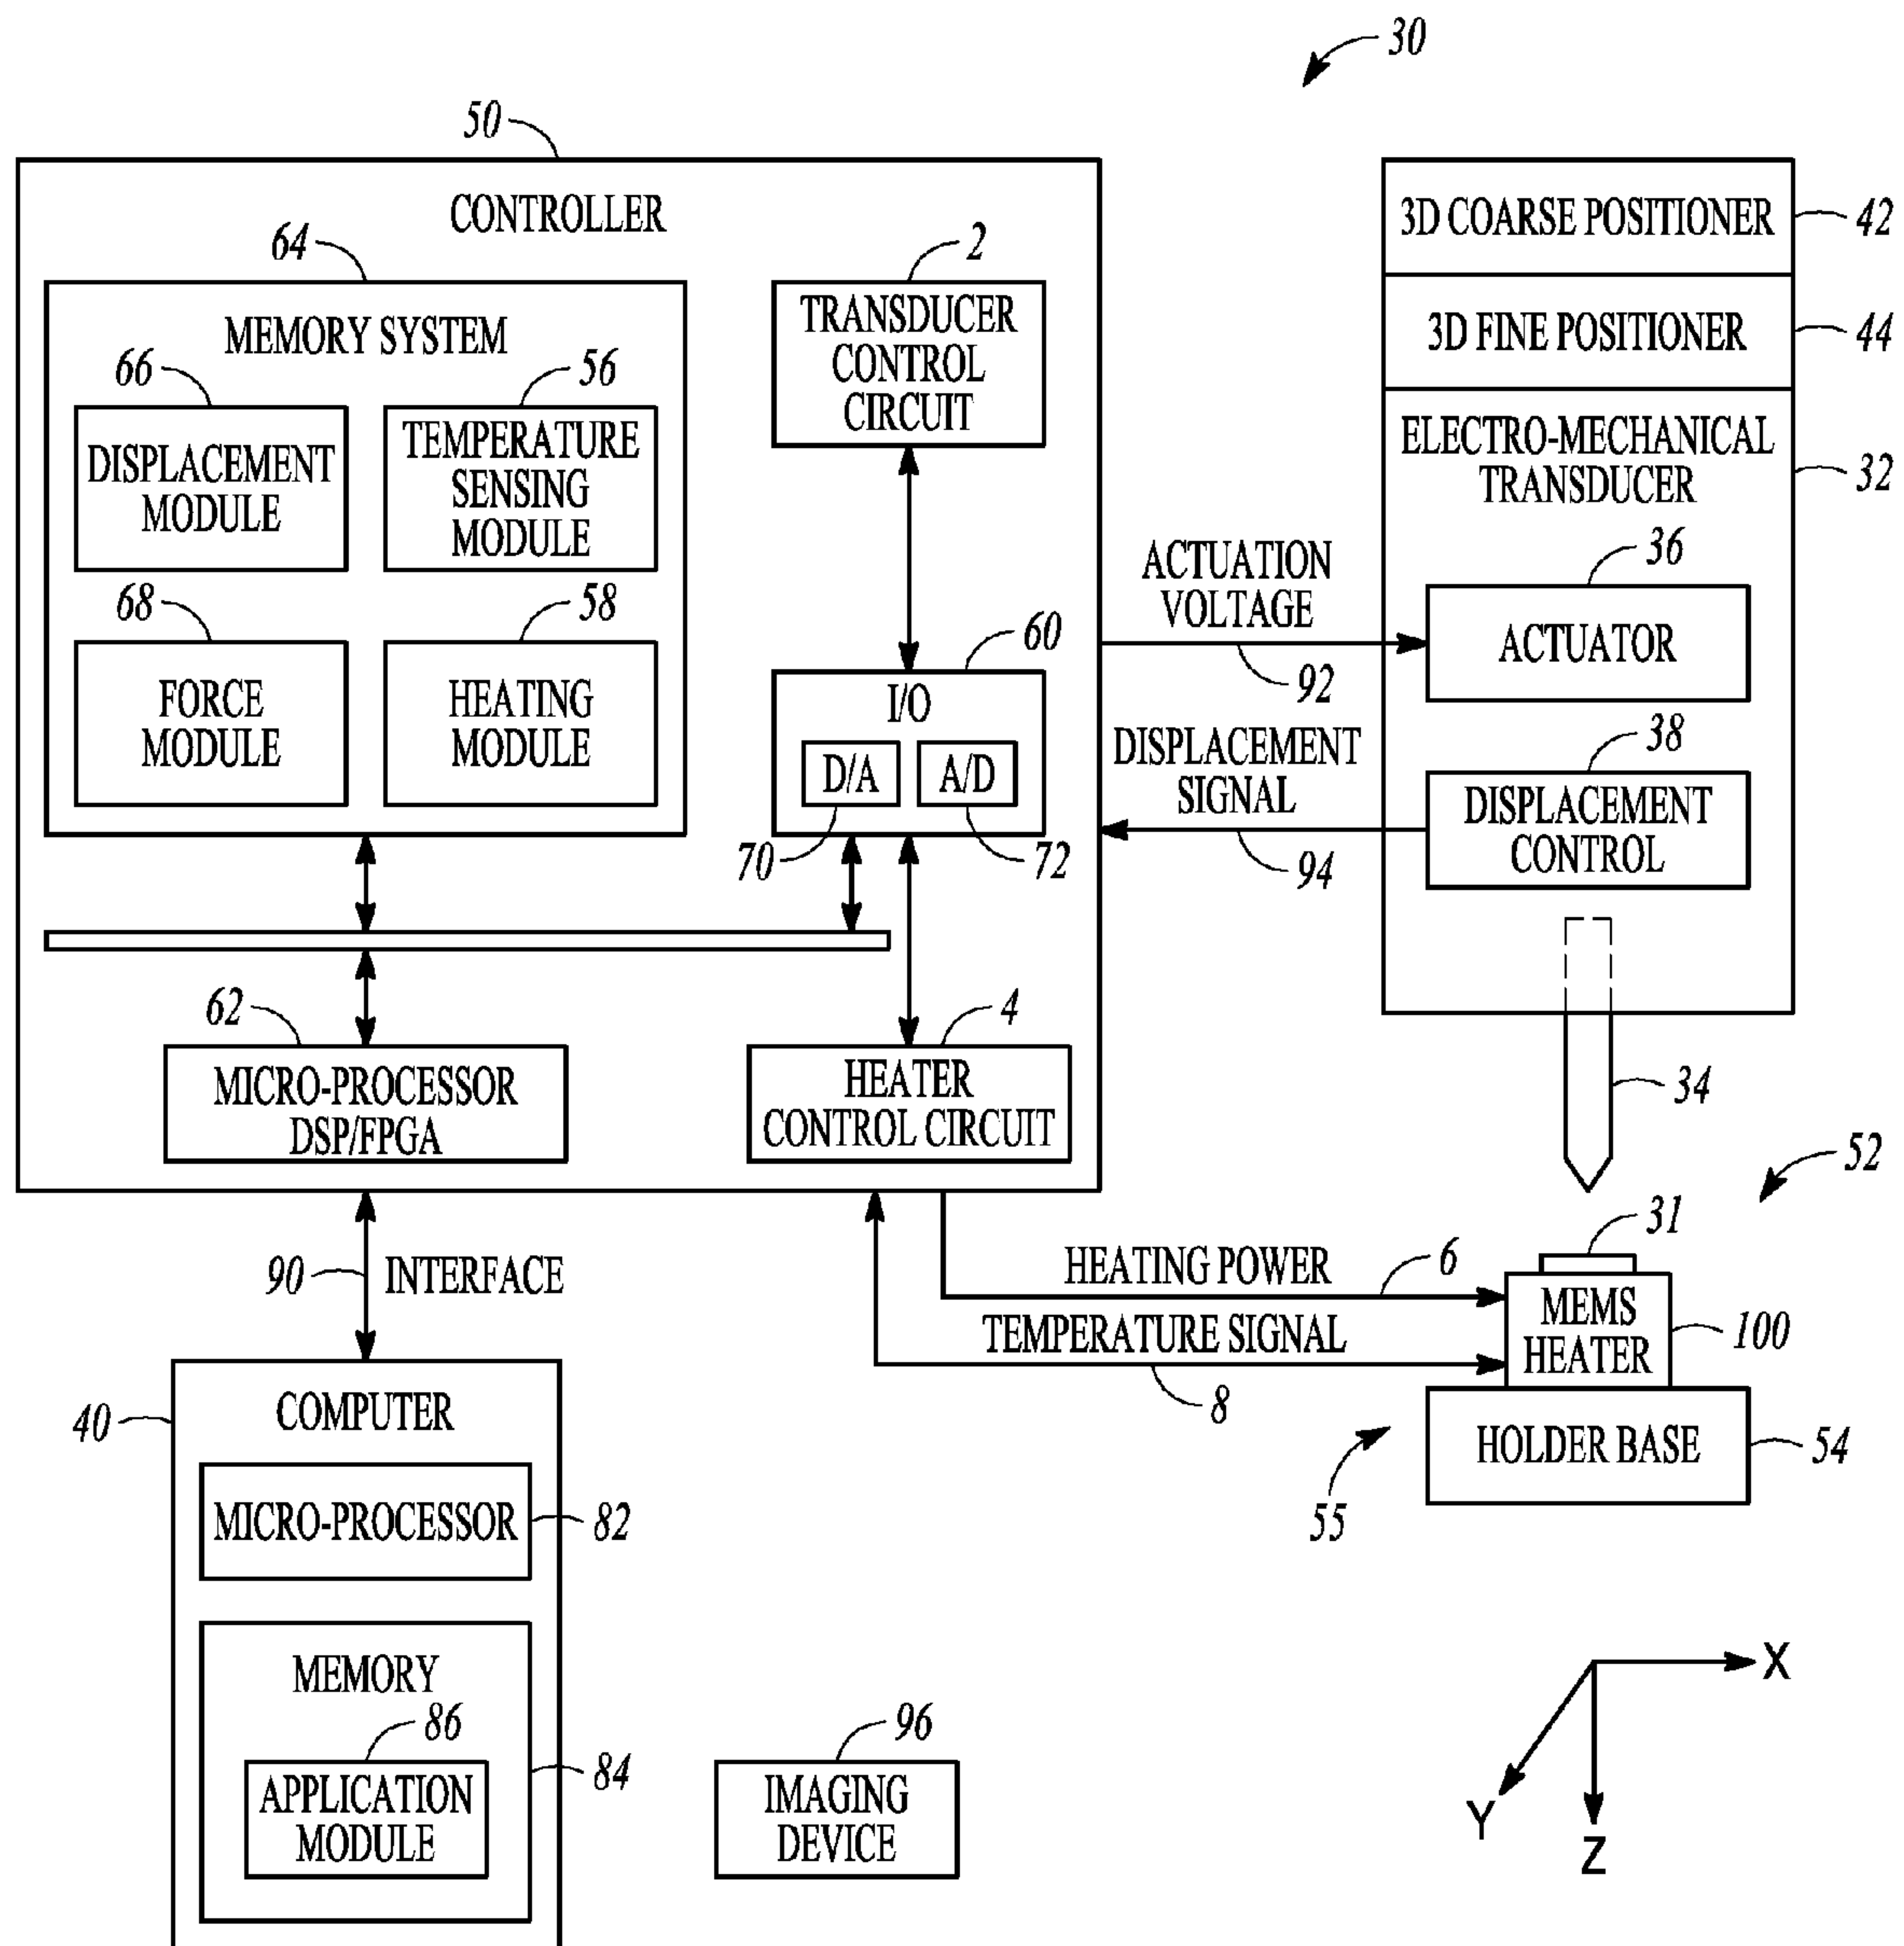 30
50
CONTROLLER
64
MEMORY SYSTEM
66
DISPLACEMENT
MODULE
56
TEMPERATURE
SENSING
MODULE
68
FORCE
MODULE
58
HEATING
MODULE
2
TRANSDUCER
CONTROL
CIRCUIT
60
I/O
D/A
A/D
70
72
62
MICRO-PROCESSOR
DSP/FPGA
4
HEATER
CONTROL CIRCUIT
3D COARSE POSITIONER
42
3D FINE POSITIONER
44
ELECTRO-MECHANICAL
TRANSDUCER
32
ACTUATION
VOLTAGE
92
36
ACTUATOR
DISPLACEMENT
SIGNAL
94
38
DISPLACEMENT
CONTROL
34
52
31
HEATING POWER
6
MEMS
HEATER
100
TEMPERATURE SIGNAL
8
HOLDER BASE
54
55
90
INTERFACE
40
COMPUTER
MICRO-PROCESSOR
82
MEMORY
86
APPLICATION
MODULE
84
96
IMAGING
DEVICE
X
Y
Z